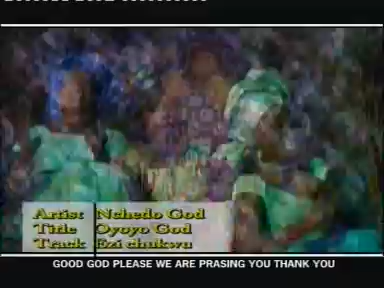 Artist Nchedo God
Title Oyoyo God
Track Ezi chukwu
GOOD GOD PLEASE WE ARE PRASING YOU THANK YOU